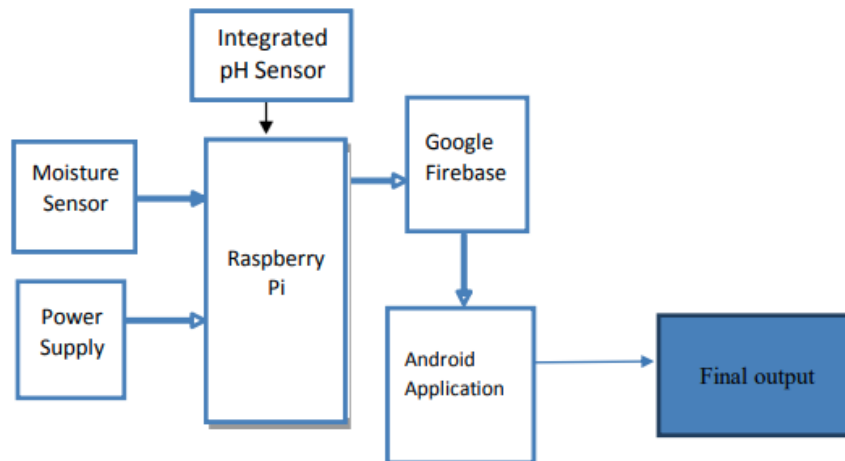 Integrated
pH Sensor
Moisture
Sensor
Power
Supply
Raspberry
Pi
Google
Firebase
Android
Application
Final output